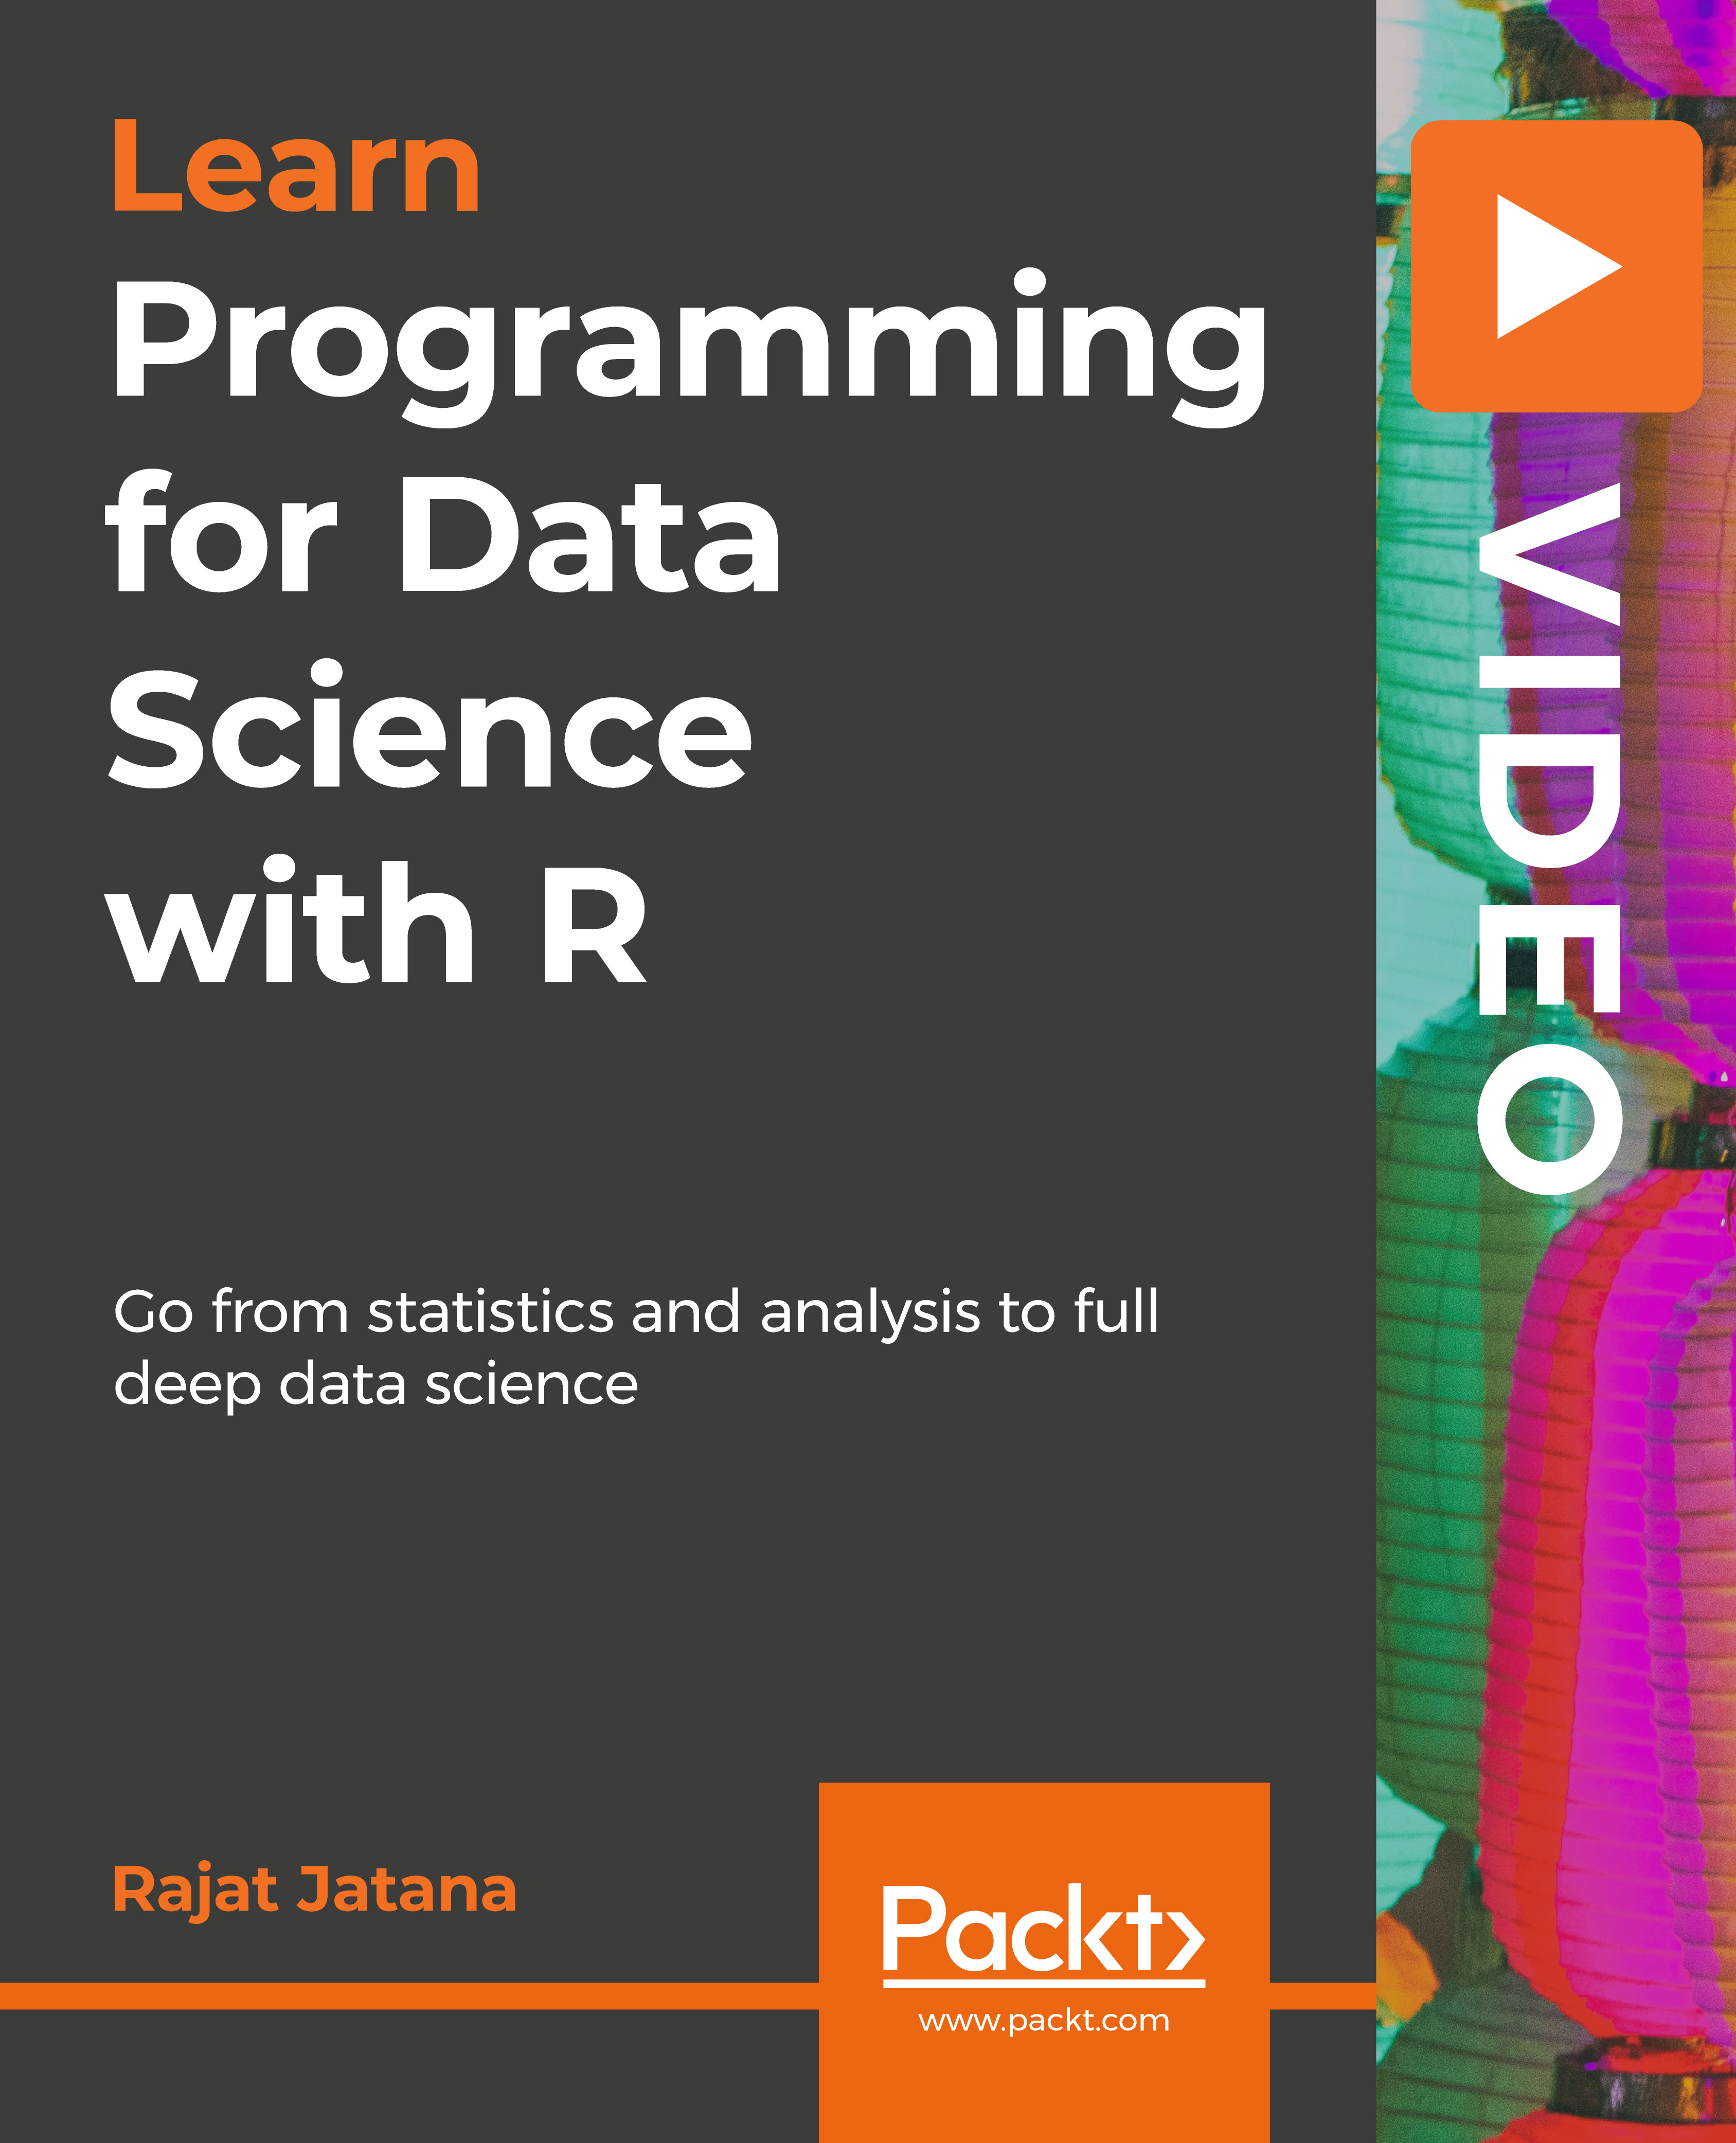 Learn
Programming
for Data
Science
with R
VIDEO
Go from statistics and analysis to full
deep data science
Rajat Jatana
Packt
www.packt.com